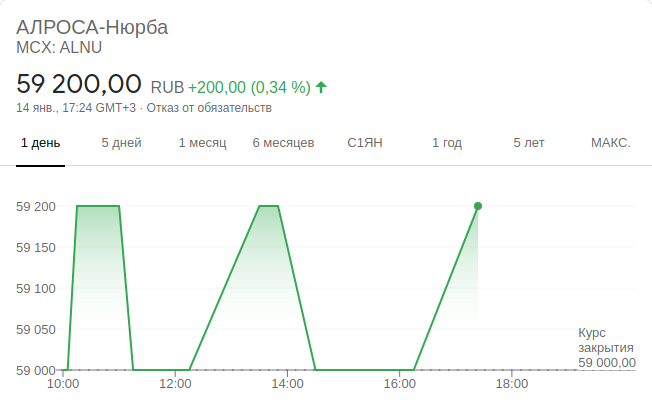 АЛРОСА-Нюрба
MCX: ALNU
59 200,00 RUB +200,00 (0,34 %)
14 янв., 17:24 GMT+3 · Отказ от обязательств
1 день 5 дней 1 месяц 6 месяцев С1ЯН 1 год 5 лет МАКС.
59 200
59 150
59 100
59 050
59 000
Курс
закрытия
59 000,00
10:00 12:00 14:00 16:00 18:00